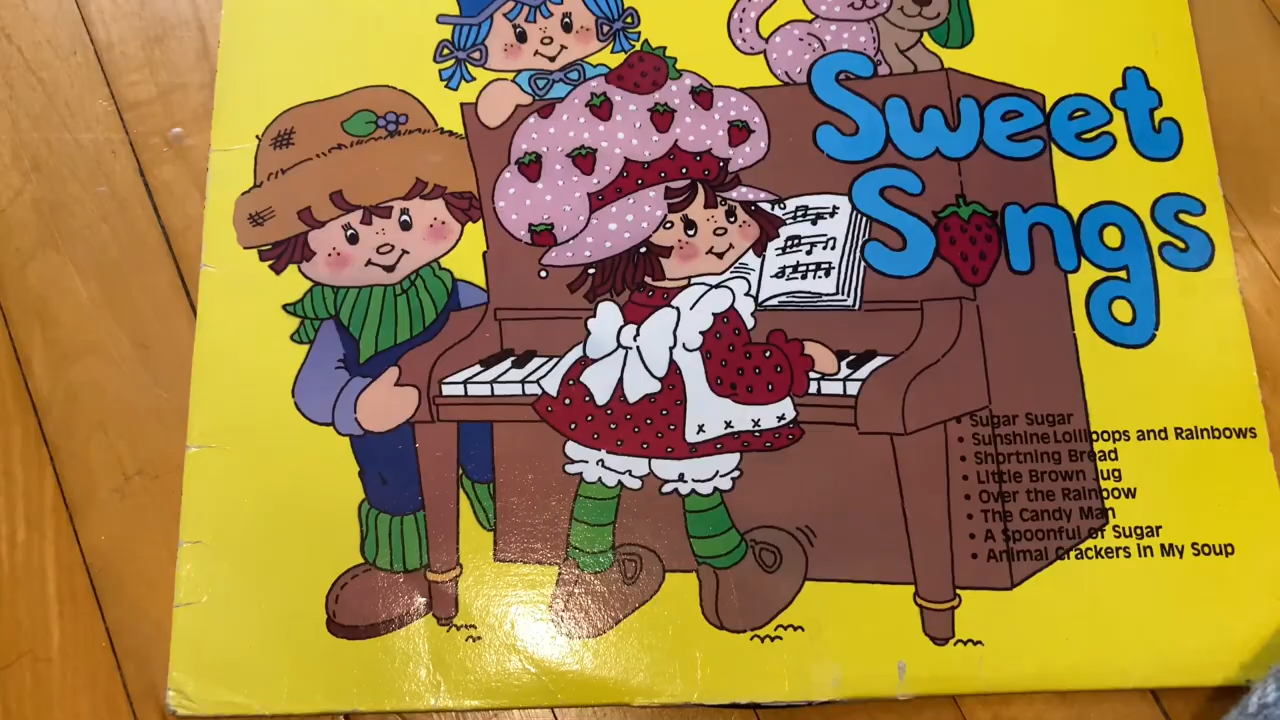 Sweet
Songs
• Sugar Sugar
• Sunshine Lollipops and Rainbows
• Shortning Bread
• Little Brown Jug
• Over the Rainbow
• The Candy Man
• A Spoonful of Sugar
• Animal Crackers In My Soup